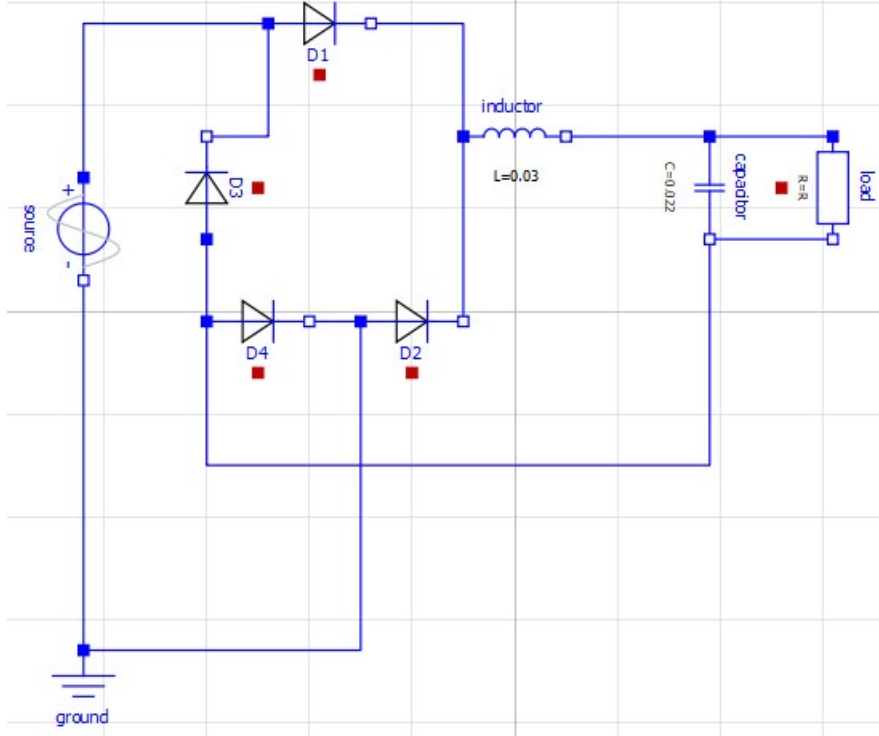 D1
inductor
L=0.03
D3
C=0.022
capacitor
R=R
load
+
source
-
D4
D2
ground